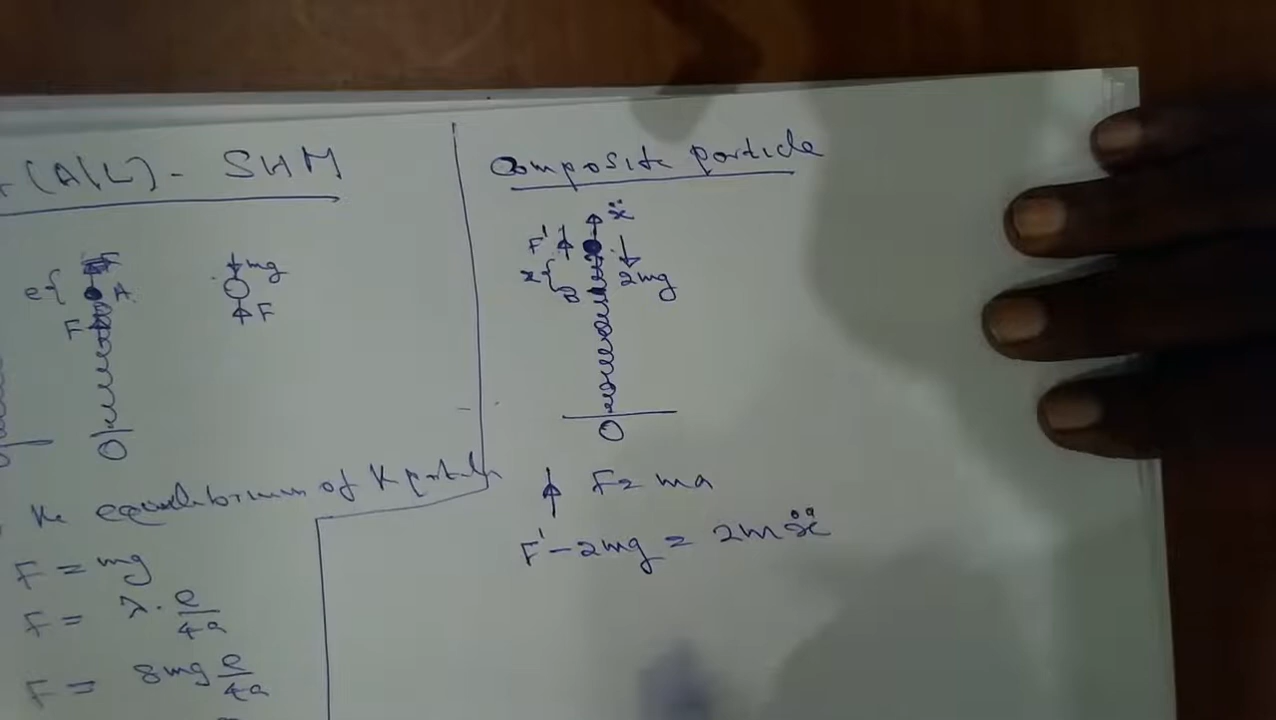 (A/L) - SHM
e{
F
mg
F
O
the equilibrium of
F = mg
F = λ. e/4a
F = 8mg e/4a
Composite particle
F' ẍ
x{ 2mg
O
↑ F = ma
F' - 2mg = 2mẍ